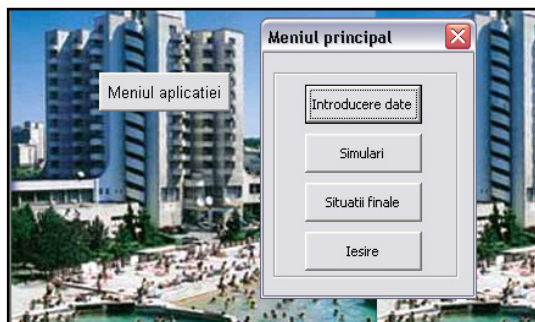 Meniul aplicatiei
Meniul principal
Introducere date
Simulari
Situatii finale
Iesire